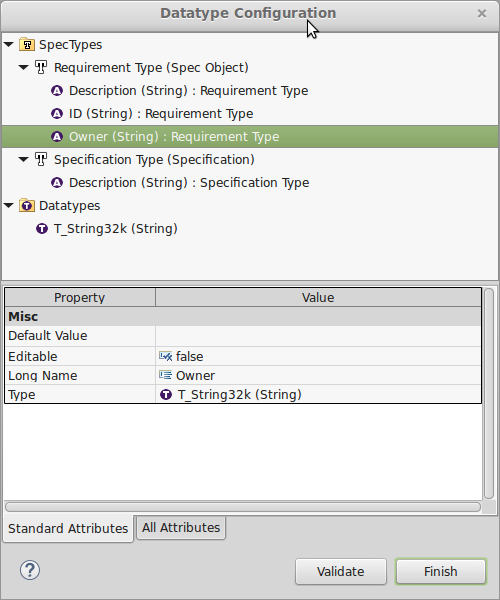 Datatype Configuration
SpecTypes
Requirement Type (Spec Object)
Description (String) : Requirement Type
ID (String) : Requirement Type
Owner (String) : Requirement Type
Specification Type (Specification)
Description (String) : Specification Type
Datatypes
T_String32k (String)
Property Value
Misc
Default Value
Editable false
Long Name Owner
Type T_String32k (String)
Standard Attributes All Attributes
Validate Finish